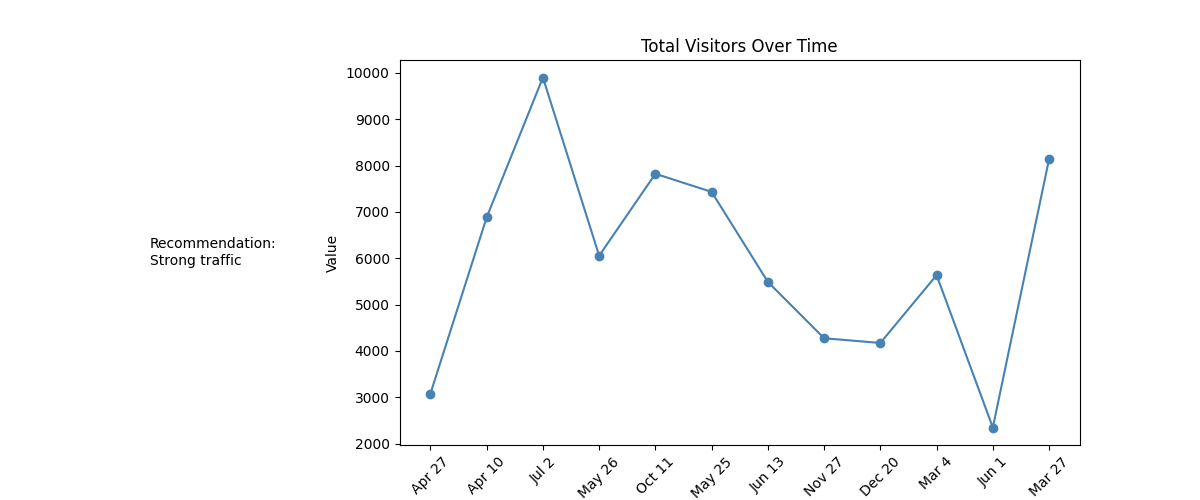 Total Visitors Over Time
Recommendation:
Strong traffic
Value
10000
9000
8000
7000
6000
5000
4000
3000
2000
Apr 27
Apr 10
Jul 2
May 26
Oct 11
May 25
Jun 13
Nov 27
Dec 20
Mar 4
Jun 1
Mar 27